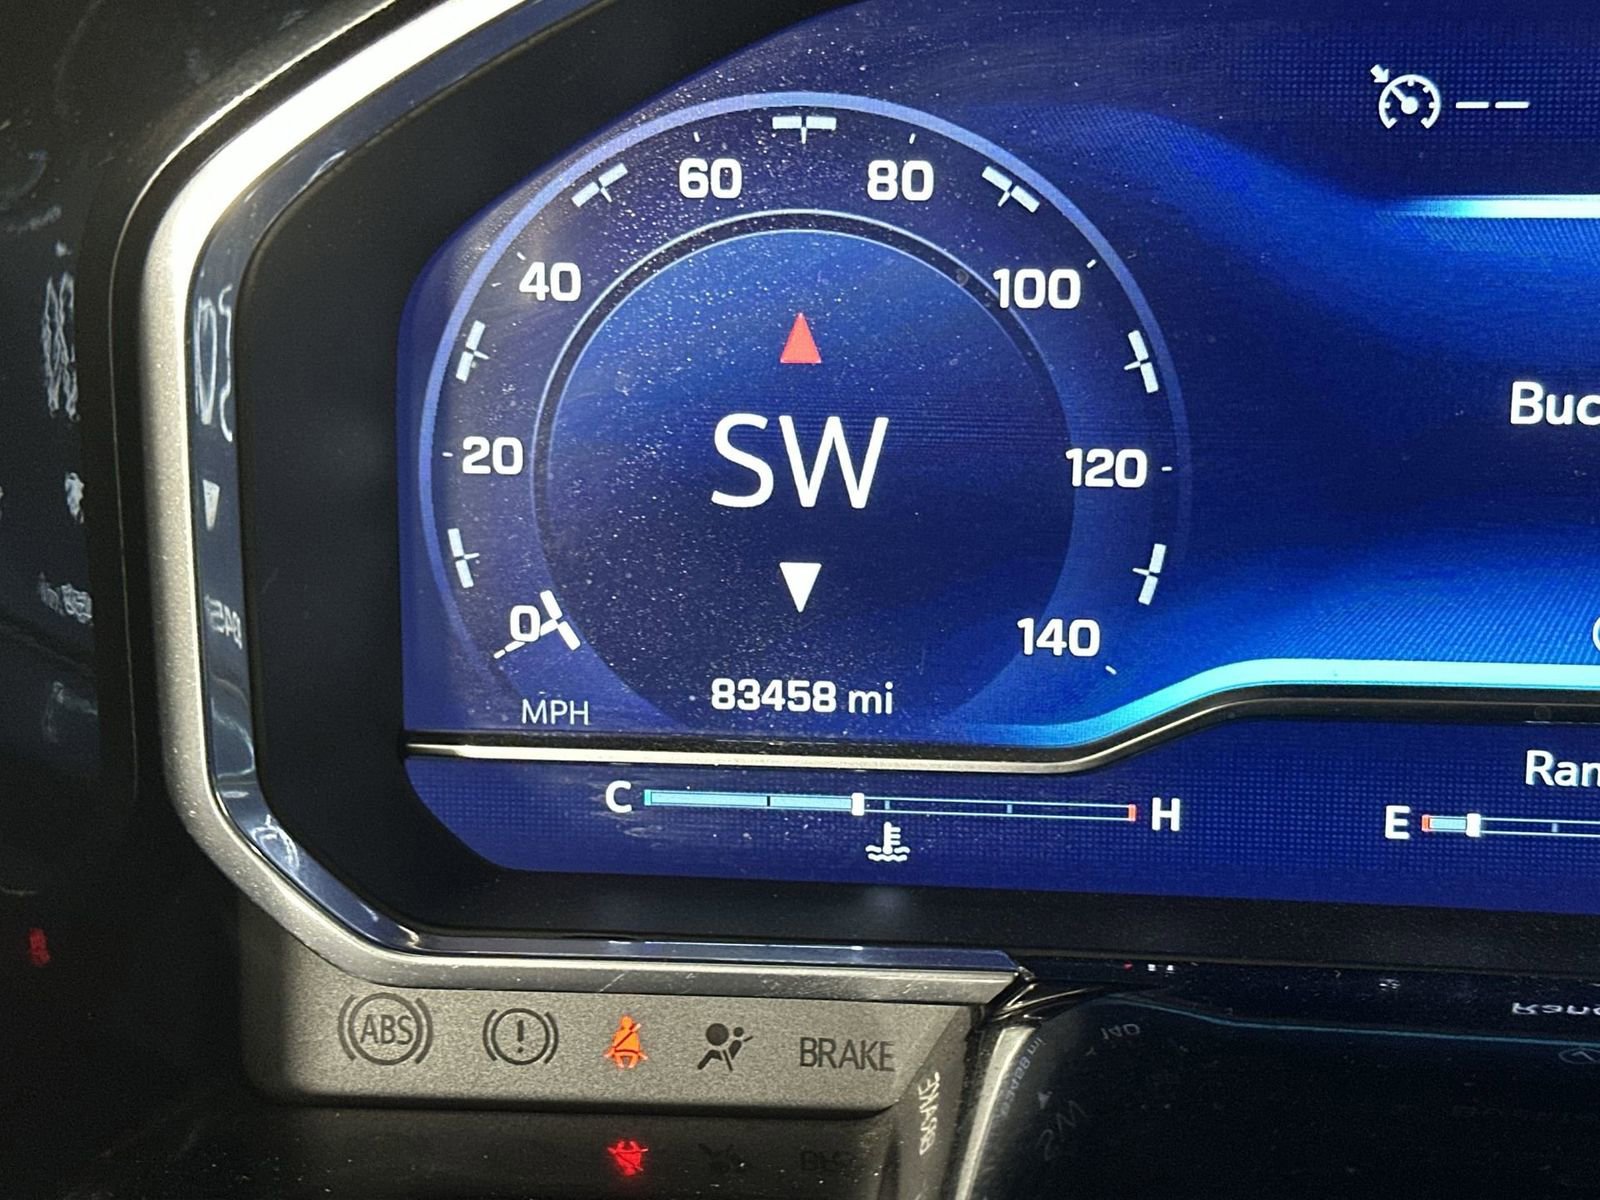 60 80
40 100
Buc
20 SW 120
0 140
83458 mi
MPH
Ran
C H
E
ABS BRAKE